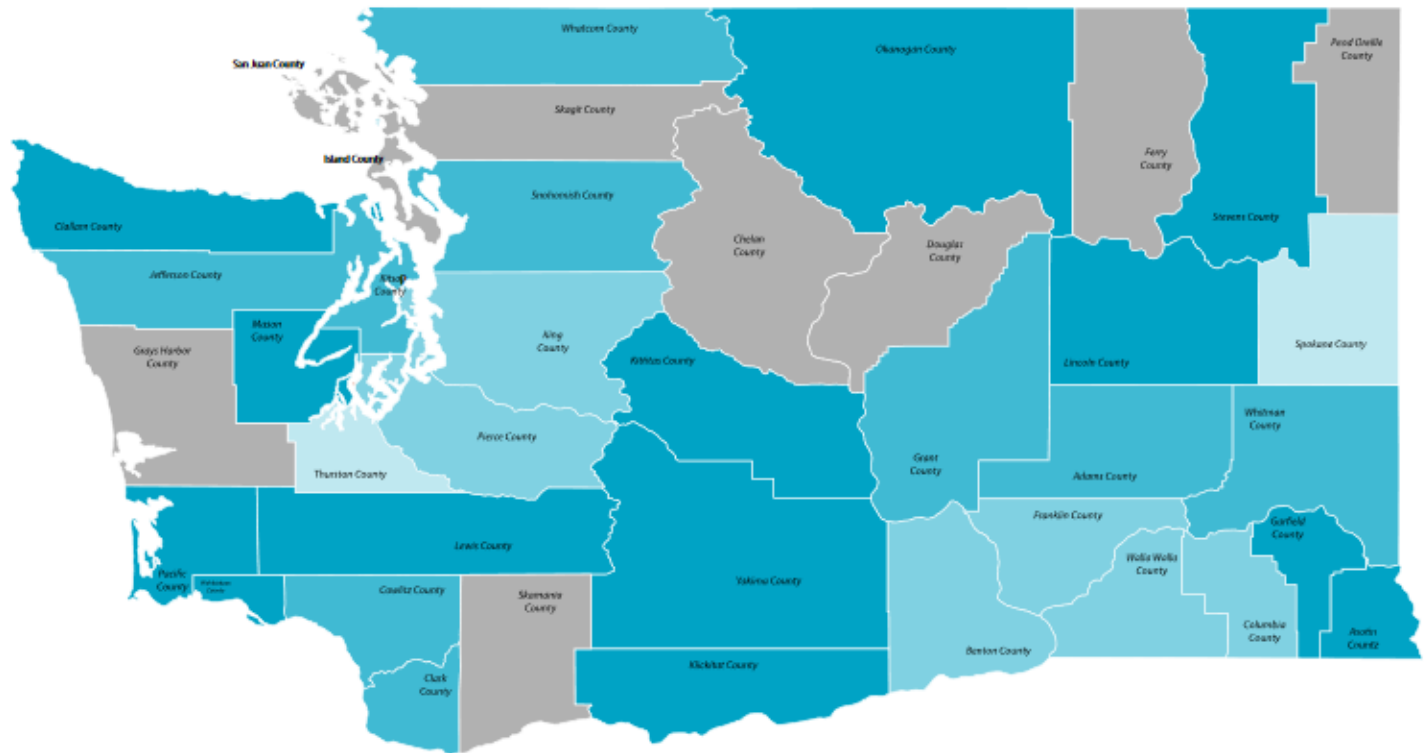 Whatcom County
Okanogan County
Pend Oreille
County
San Juan County
Skagit County
Island County
Ferry
County
Snohomish County
Stevens County
Clallam County
Chelan
County
Douglas
County
Jefferson County
Kitsap
County
Mason
County
King
County
Grays Harbor
County
Kittitas County
Lincoln County
Spokane County
Whitman
County
Pierce County
Thurston County
Grant
County
Adams County
Franklin County
Garfield
County
Lewis County
Walla Walla
County
Pacific
County
County
Cowlitz County
Skamania
County
Yakima County
Columbia
County
Asotin
Countz
Benton County
Klickitat County
Clark
County